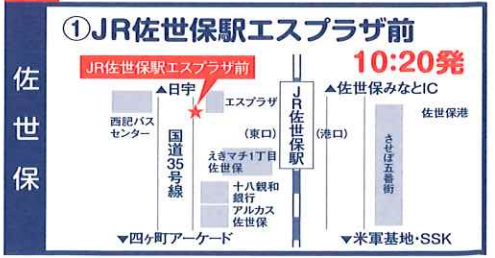 佐世保
①JR佐世保駅エスプラザ前
10:20発
JR佐世保駅エスプラザ前
▲日宇
エスプラザ
西肥バス
センター
国道35号線
(東口)
JR佐世保駅
(港口)
▲佐世保みなとIC
佐世保港
させぼ五番街
えきマチ1丁目
佐世保
十八親和
銀行
アルカス
佐世保
▼四ヶ町アーケード
▼米軍基地・SSK